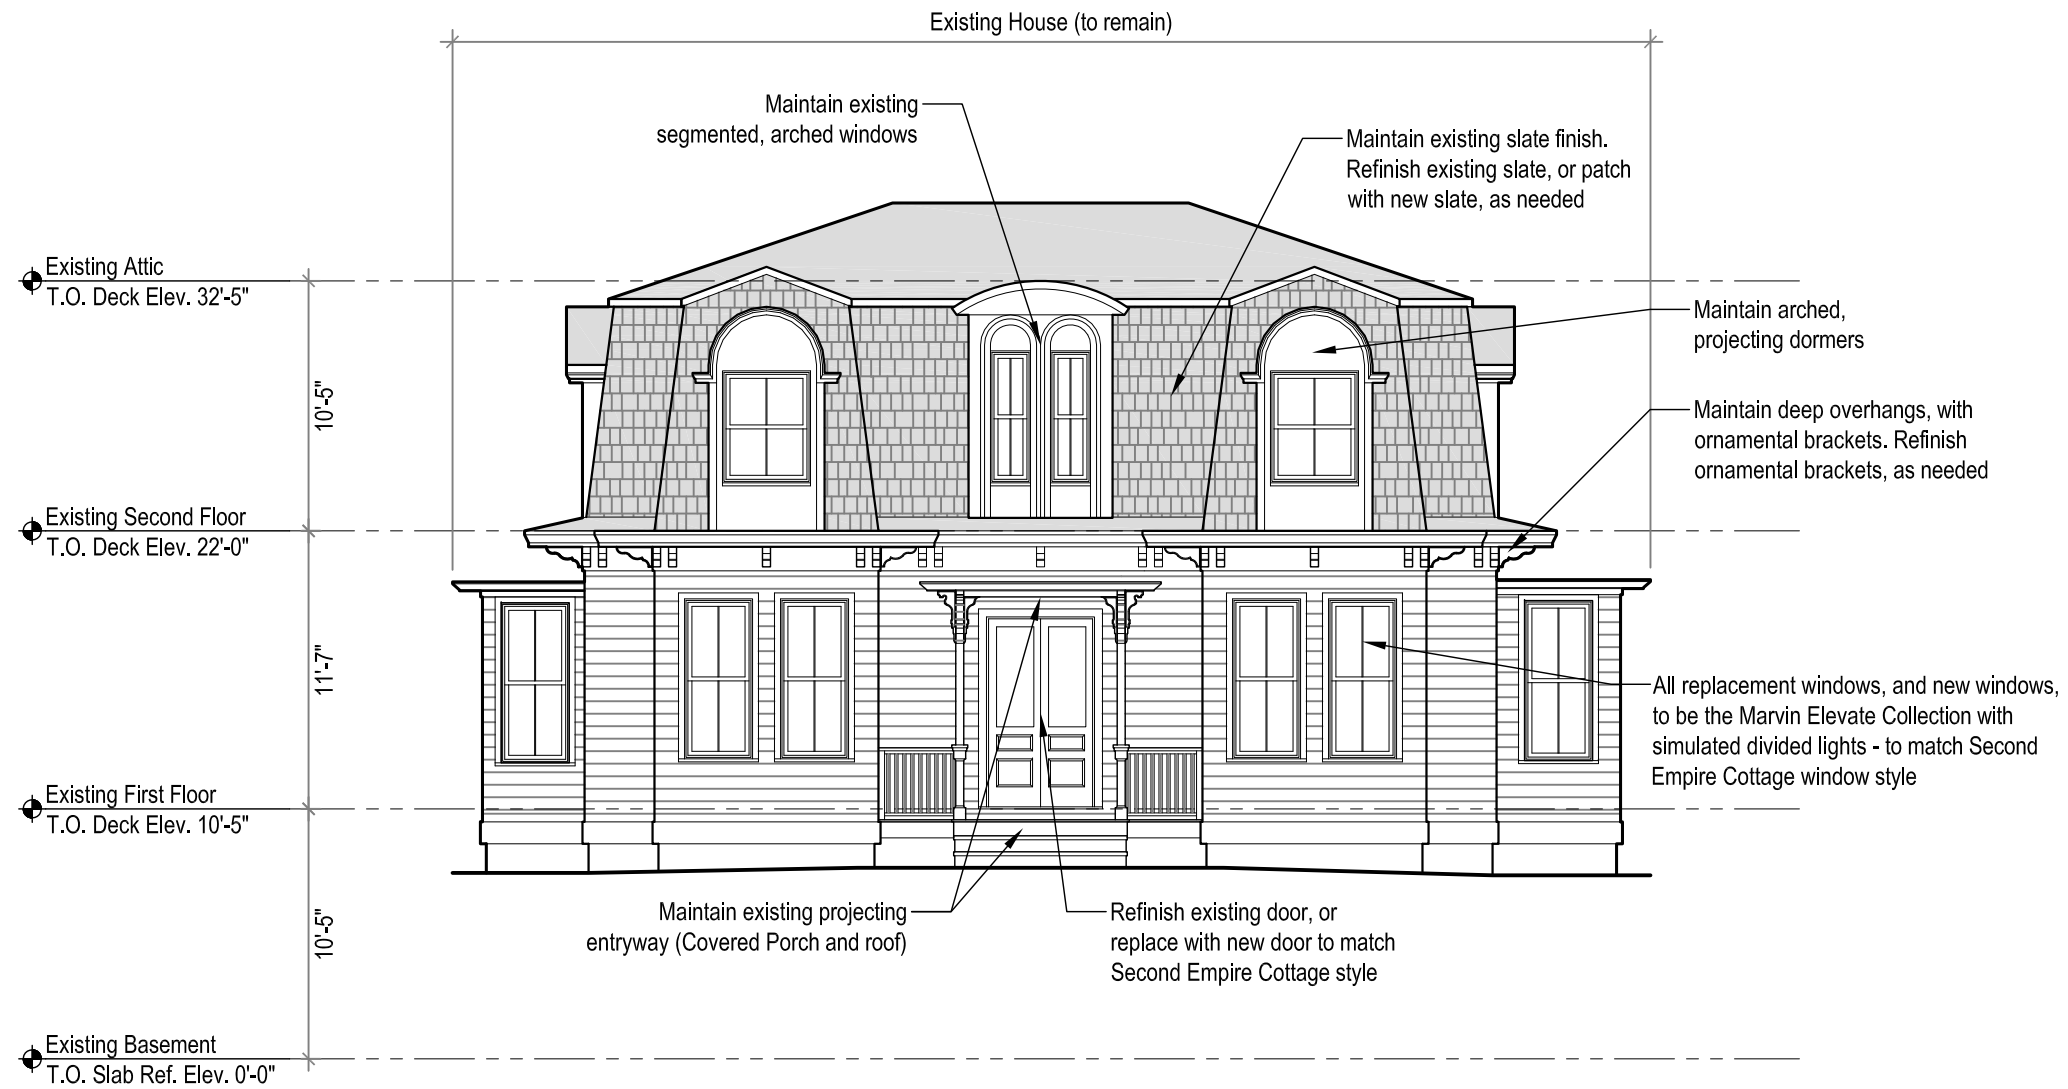 Existing House (to remain)
Maintain existing
segmented, arched windows
Maintain existing slate finish.
Refinish existing slate, or patch
with new slate, as needed
Existing Attic
T.O. Deck Elev. 32'-5"
Maintain arched,
projecting dormers
10'-5"
Maintain deep overhangs, with
ornamental brackets. Refinish
ornamental brackets, as needed
Existing Second Floor
T.O. Deck Elev. 22'-0"
11'-7"
All replacement windows, and new windows,
to be the Marvin Elevate Collection with
simulated divided lights - to match Second
Empire Cottage window style
Existing First Floor
T.O. Deck Elev. 10'-5"
Maintain existing projecting
entryway (Covered Porch and roof)
Refinish existing door, or
replace with new door to match
Second Empire Cottage style
10'-5"
Existing Basement
T.O. Slab Ref. Elev. 0'-0"